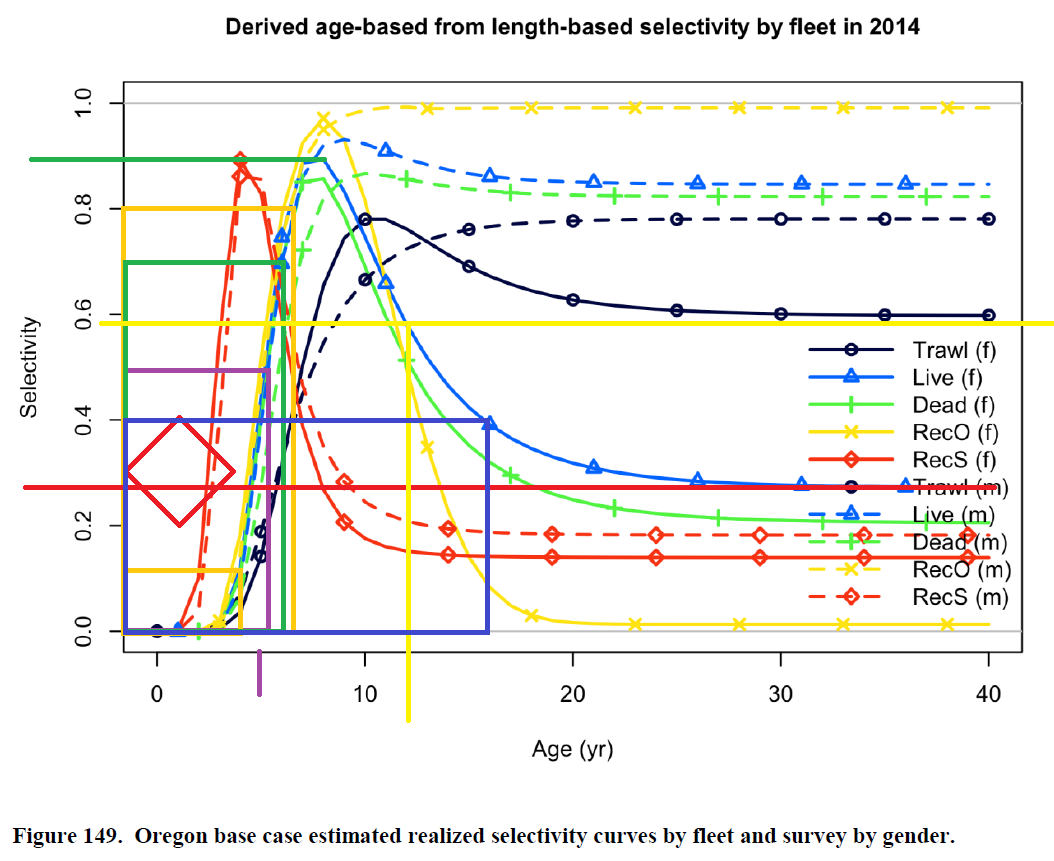 Derived age-based from length-based selectivity by fleet in 2014
1.0
0.8
0.6
0.4
0.2
0.0
Selectivity
Trawl (f)
Live (f)
Dead (f)
RecO (f)
RecS (f)
Trawl (m)
Live (m)
Dead (m)
RecO (m)
RecS (m)
0 10 20 30 40
Age (yr)
Figure 149. Oregon base case estimated realized selectivity curves by fleet and survey by gender.